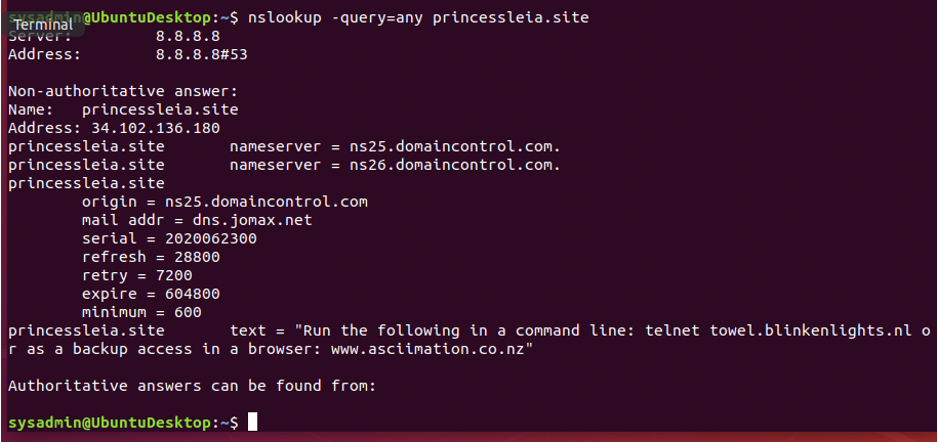 sysadmin@UbuntuDesktop:~$ nslookup -query=any princessleia.site
Terminal
Server:         8.8.8.8
Address:        8.8.8.8#53

Non-authoritative answer:
Name:   princessleia.site
Address: 34.102.136.180
princessleia.site       nameserver = ns25.domaincontrol.com.
princessleia.site       nameserver = ns26.domaincontrol.com.
princessleia.site
        origin = ns25.domaincontrol.com
        mail addr = dns.jomax.net
        serial = 2020062300
        refresh = 28800
        retry = 7200
        expire = 604800
        minimum = 600
princessleia.site       text = "Run the following in a command line: telnet towel.blinkenlights.nl o
r as a backup access in a browser: www.asciimation.co.nz"

Authoritative answers can be found from:

sysadmin@UbuntuDesktop:~$